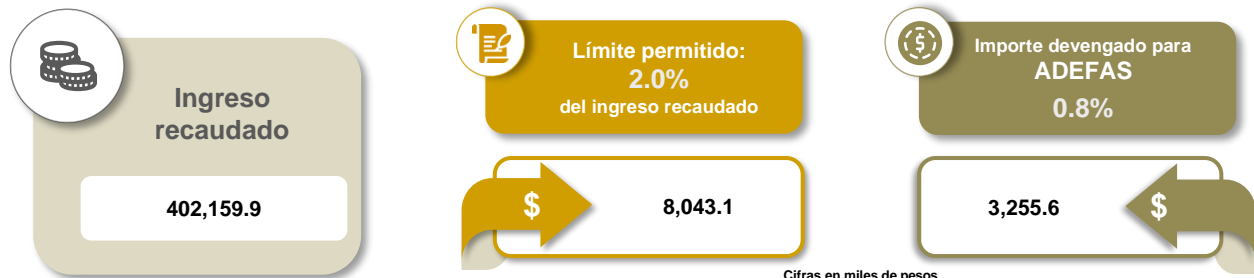 Ingreso
recaudado
402,159.9
Límite permitido:
2.0%
del ingreso recaudado
$
8,043.1
Importe devengado para
ADEFAS
0.8%
3,255.6
$
Cifras en miles de pesos